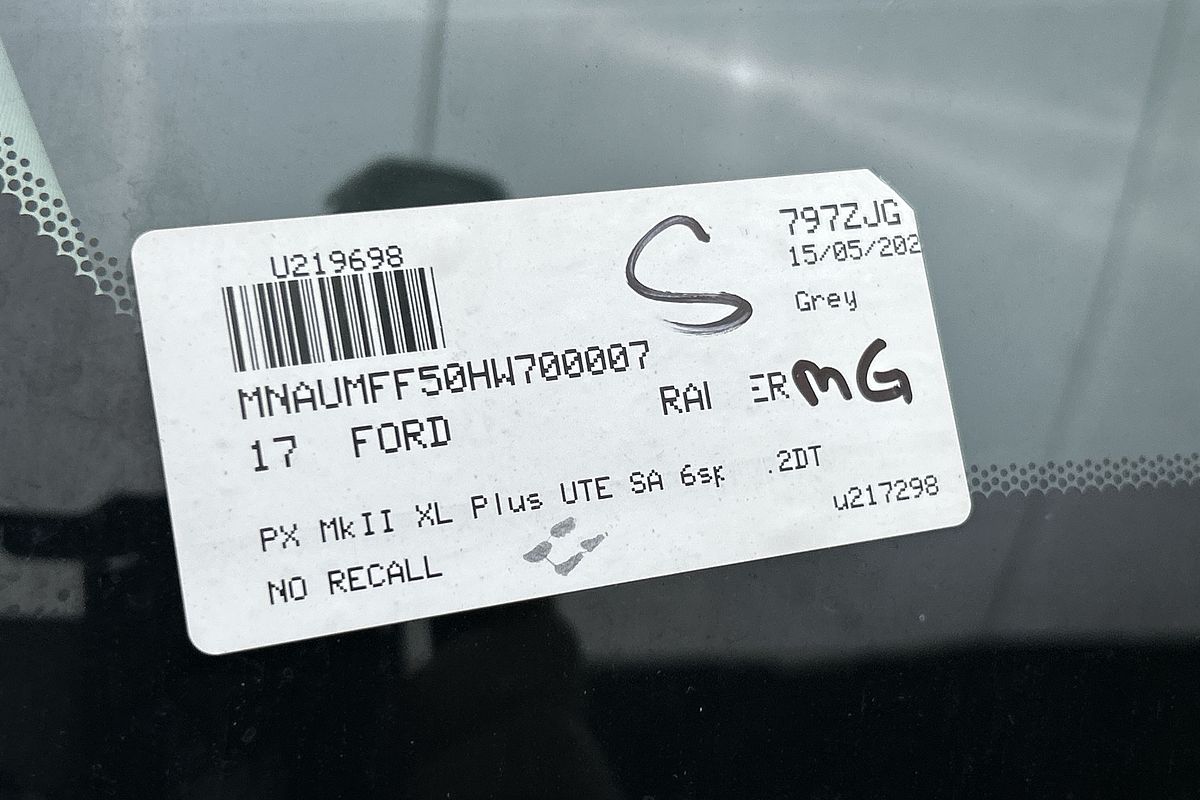 U219698
S
797ZJG
15/05/202
Grey
MNAUMFF50HW700007
17 FORD
MG
PX MkII XL Plus UTE SA 6sp .2DT
u217298
NO RECALL